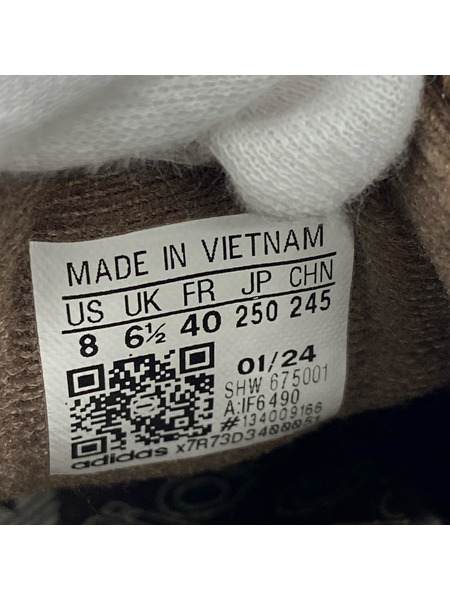 MADE IN VIETNAM
US UK FR JP CHN
8 6½ 40 250 245
01/24
SHW 675001
A:IF6490
#134009166
adidas x7R73D3400051